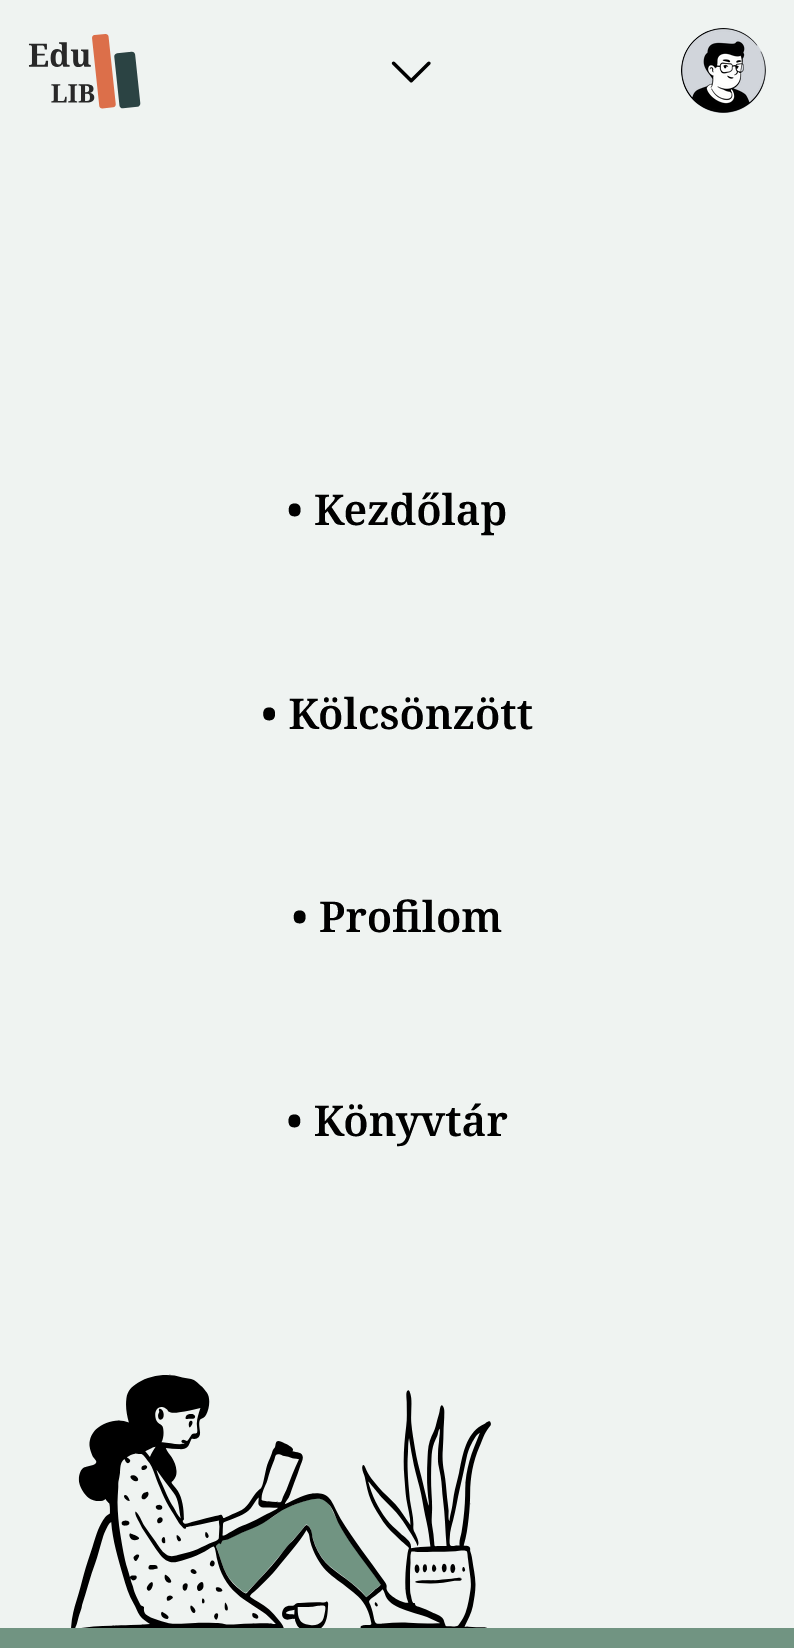 Edu
LIB
• Kezdőlap
• Kölcsönzött
• Profilom
• Könyvtár